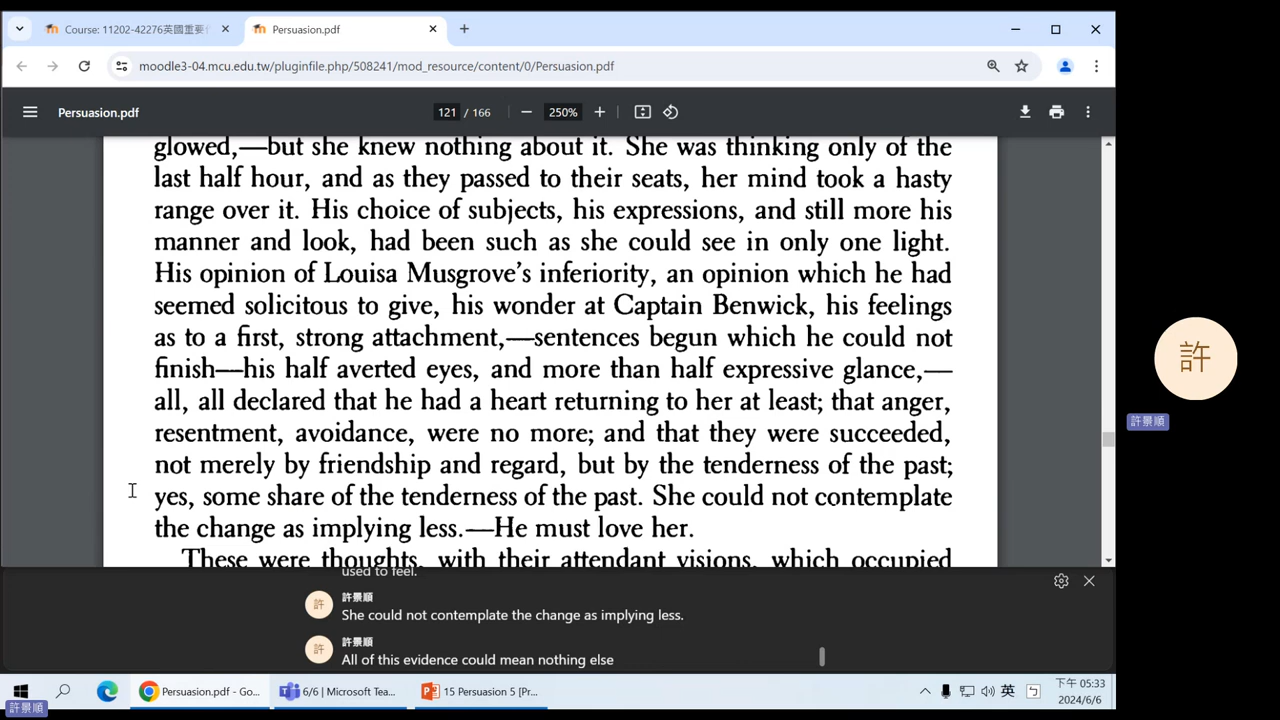 Course: 11202-42276英國重要作
Persuasion.pdf
moodle3-04.mcu.edu.tw/pluginfile.php/508241/mod_resource/content/0/Persuasion.pdf
Persuasion.pdf
121 / 166
250%
glowed,—but she knew nothing about it. She was thinking only of the
last half hour, and as they passed to their seats, her mind took a hasty
range over it. His choice of subjects, his expressions, and still more his
manner and look, had been such as she could see in only one light.
His opinion of Louisa Musgrove's inferiority, an opinion which he had
seemed solicitous to give, his wonder at Captain Benwick, his feelings
as to a first, strong attachment,—sentences begun which he could not
finish—his half averted eyes, and more than half expressive glance,—
all, all declared that he had a heart returning to her at least; that anger,
resentment, avoidance, were no more; and that they were succeeded,
not merely by friendship and regard, but by the tenderness of the past;
yes, some share of the tenderness of the past. She could not contemplate
the change as implying less.—He must love her.
These were thoughts, with their attendant visions, which occupied
used to feel.
許
許景順
She could not contemplate the change as implying less.
許
許景順
All of this evidence could mean nothing else
許
許景順
Persuasion.pdf - Go...
6/6 | Microsoft Tea...
15 Persuasion 5 [Pr...
英
下午 05:33
2024/6/6
許景順